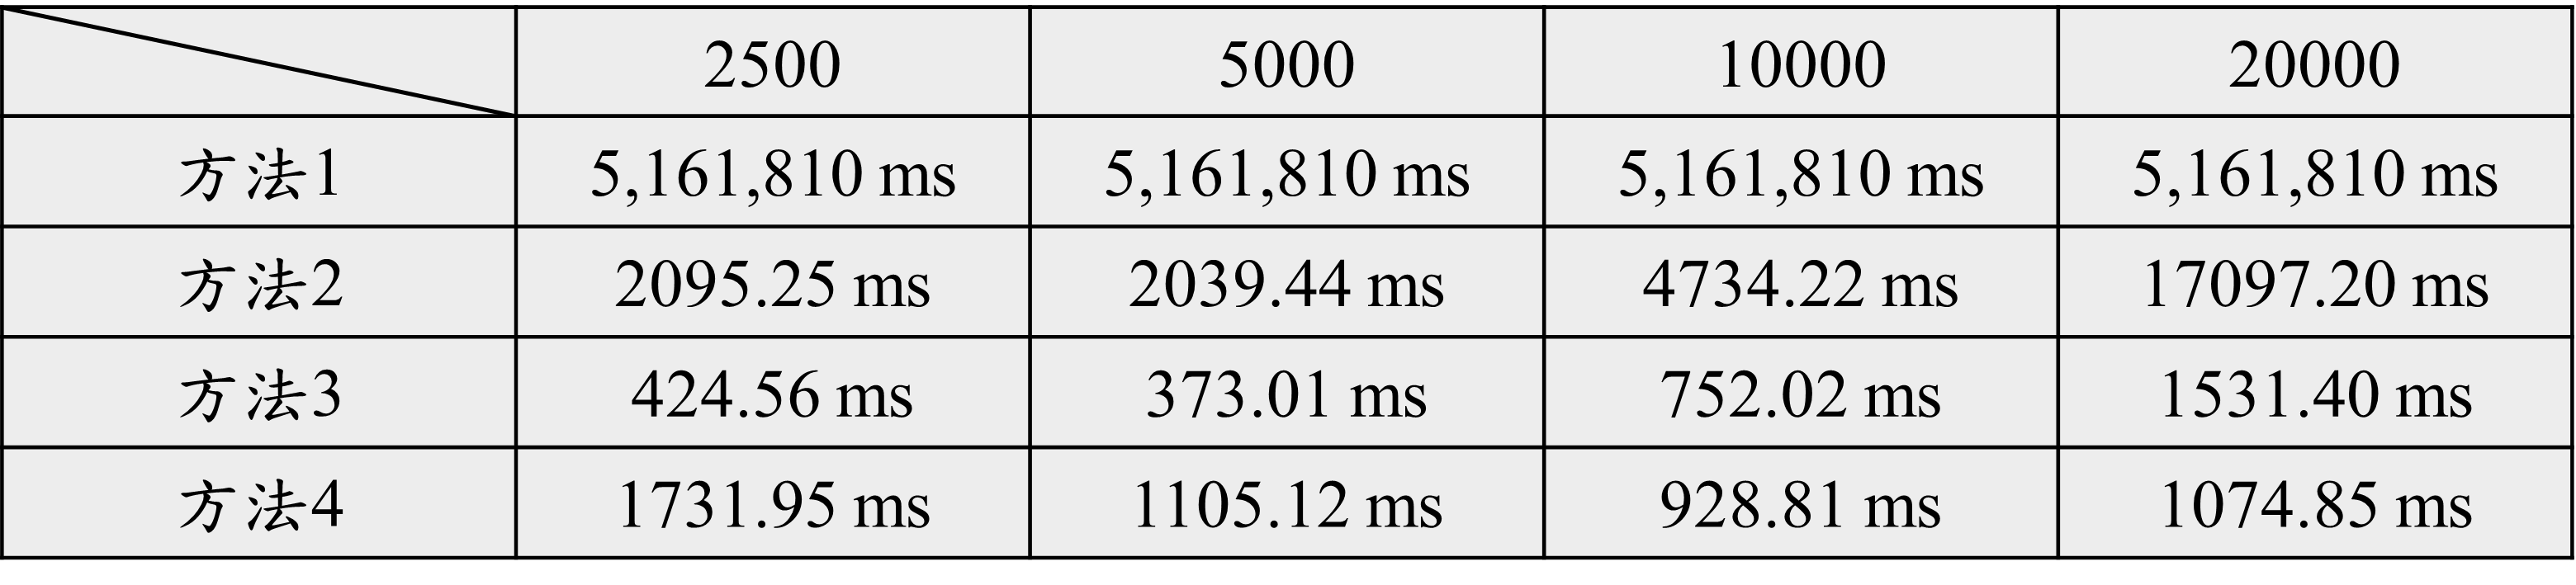 2500 5000 10000 20000
方法1 5,161,810 ms 5,161,810 ms 5,161,810 ms 5,161,810 ms
方法2 2095.25 ms 2039.44 ms 4734.22 ms 17097.20 ms
方法3 424.56 ms 373.01 ms 752.02 ms 1531.40 ms
方法4 1731.95 ms 1105.12 ms 928.81 ms 1074.85 ms